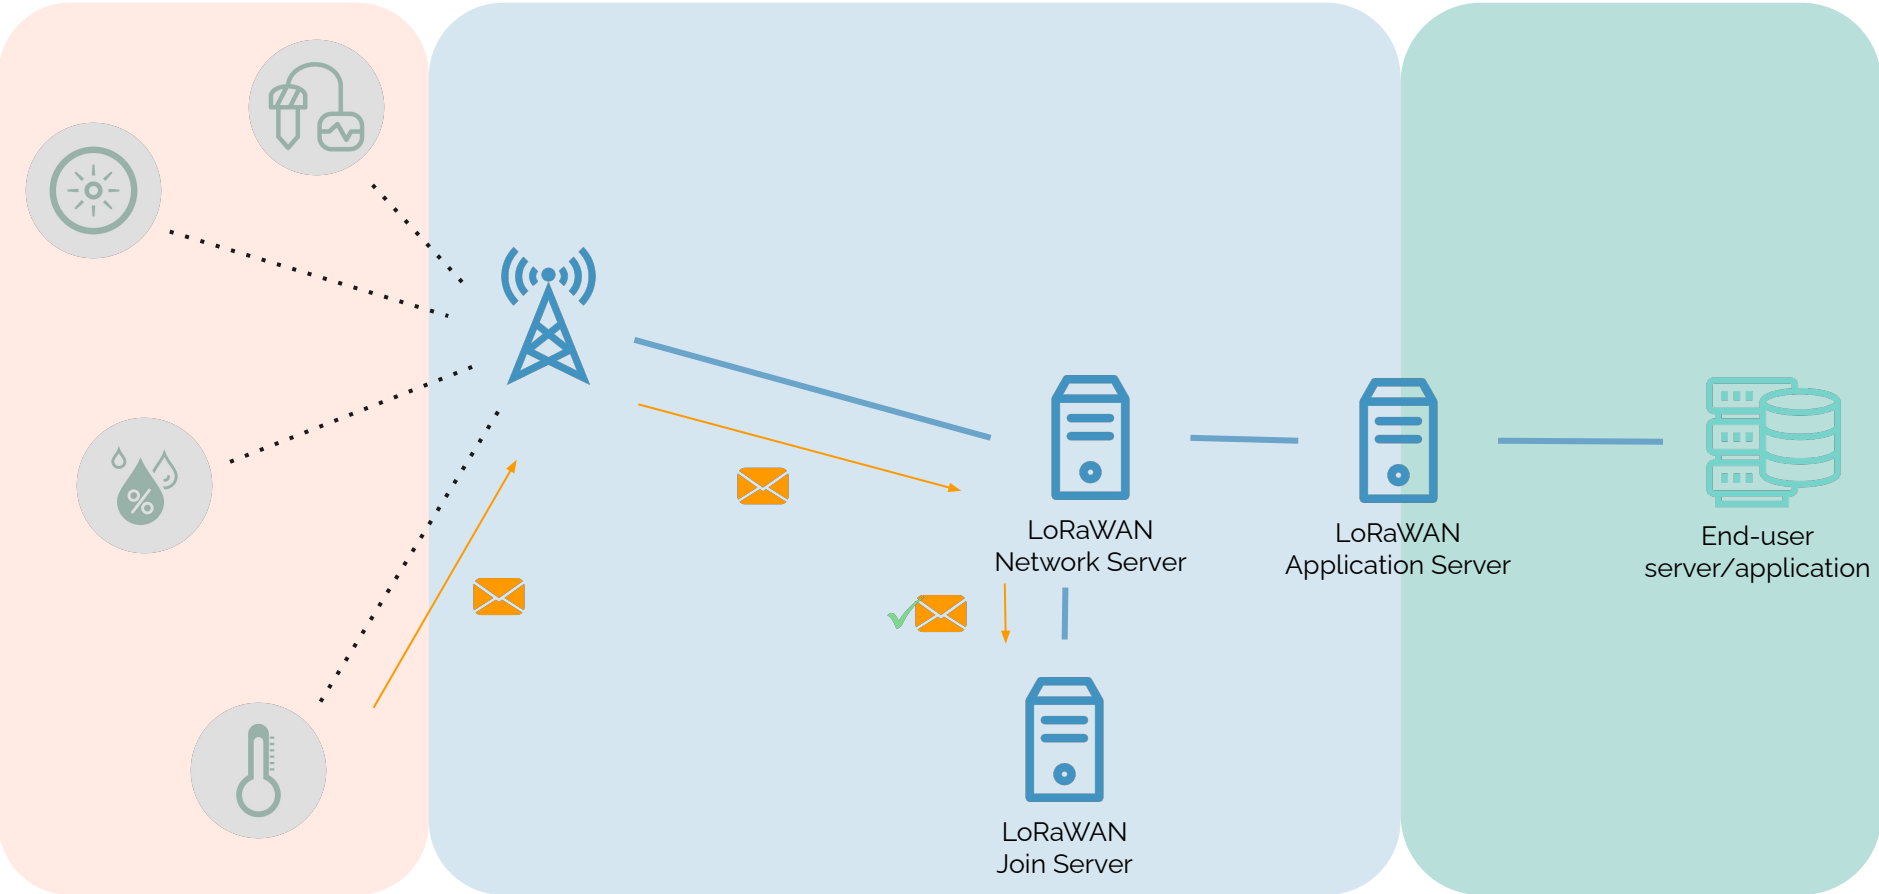 LoRaWAN
Network Server
LoRaWAN
Application Server
End-user
server/application
LoRaWAN
Join Server
%